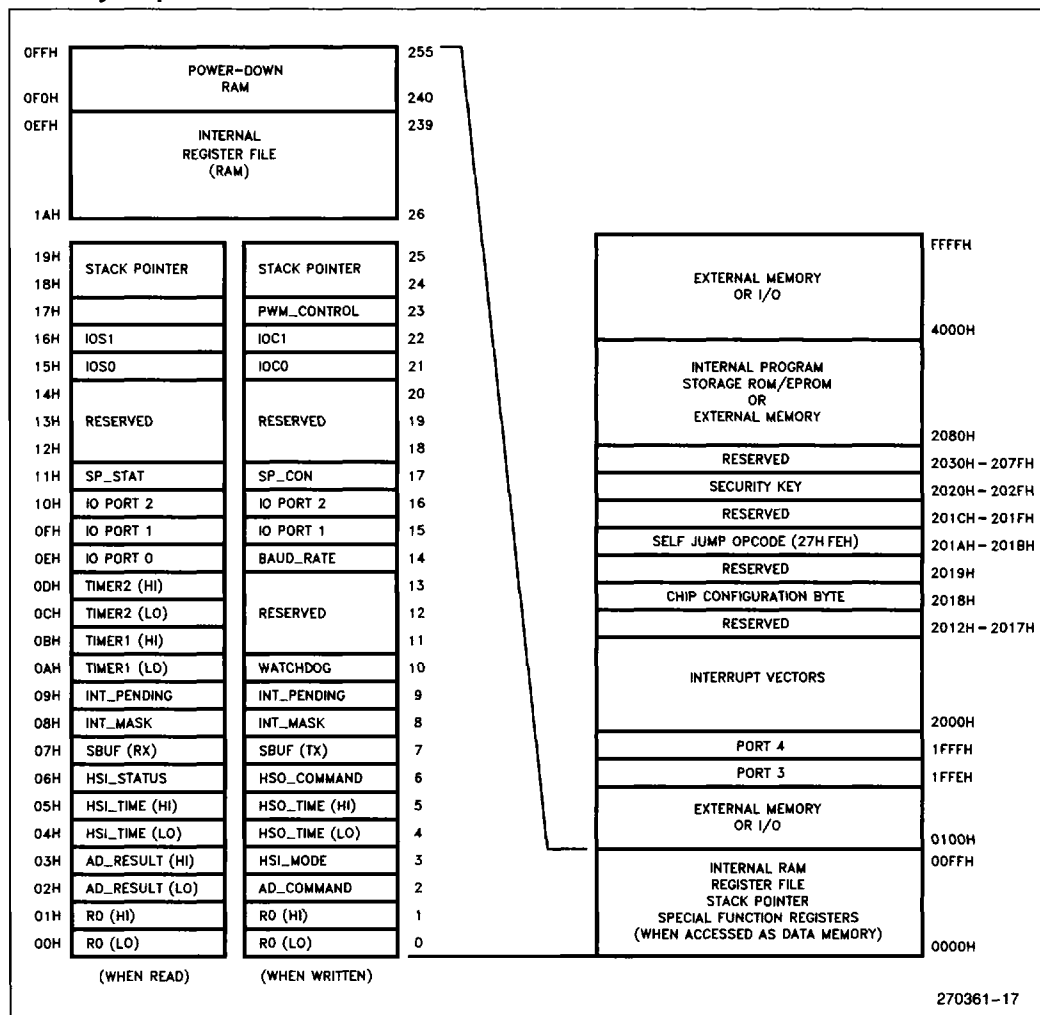 0FFH 255
POWER-DOWN
RAM
0F0H 240
0EFH 239
INTERNAL
REGISTER FILE
(RAM)
1AH 26
19H 25
STACK POINTER STACK POINTER
18H 24
17H PWM_CONTROL 23
16H IOS1 IOC1 22
15H IOS0 IOC0 21
14H 20
13H RESERVED RESERVED 19
12H 18
11H SP_STAT SP_CON 17
10H IO PORT 2 IO PORT 2 16
0FH IO PORT 1 IO PORT 1 15
0EH IO PORT 0 BAUD_RATE 14
0DH TIMER2 (HI) 13
0CH TIMER2 (LO) RESERVED 12
0BH TIMER1 (HI) 11
0AH TIMER1 (LO) WATCHDOG 10
09H INT_PENDING INT_PENDING 9
08H INT_MASK INT_MASK 8
07H SBUF (RX) SBUF (TX) 7
06H HSI_STATUS HSO_COMMAND 6
05H HSI_TIME (HI) HSO_TIME (HI) 5
04H HSI_TIME (LO) HSO_TIME (LO) 4
03H AD_RESULT (HI) HSI_MODE 3
02H AD_RESULT (LO) AD_COMMAND 2
01H R0 (HI) R0 (HI) 1
00H R0 (LO) R0 (LO) 0
(WHEN READ) (WHEN WRITTEN)
FFFFH
EXTERNAL MEMORY
OR I/O
4000H
INTERNAL PROGRAM
STORAGE ROM/EPROM
OR
EXTERNAL MEMORY
2080H
RESERVED 2030H - 207FH
SECURITY KEY 2020H - 202FH
RESERVED 201CH - 201FH
SELF JUMP OPCODE (27H FEH) 201AH - 201BH
RESERVED 2019H
CHIP CONFIGURATION BYTE 2018H
RESERVED 2012H - 2017H
INTERRUPT VECTORS
2000H
PORT 4 1FFFH
PORT 3 1FFEH
EXTERNAL MEMORY
OR I/O
0100H
00FFH
INTERNAL RAM
REGISTER FILE
STACK POINTER
SPECIAL FUNCTION REGISTERS
(WHEN ACCESSED AS DATA MEMORY)
0000H
270361-17